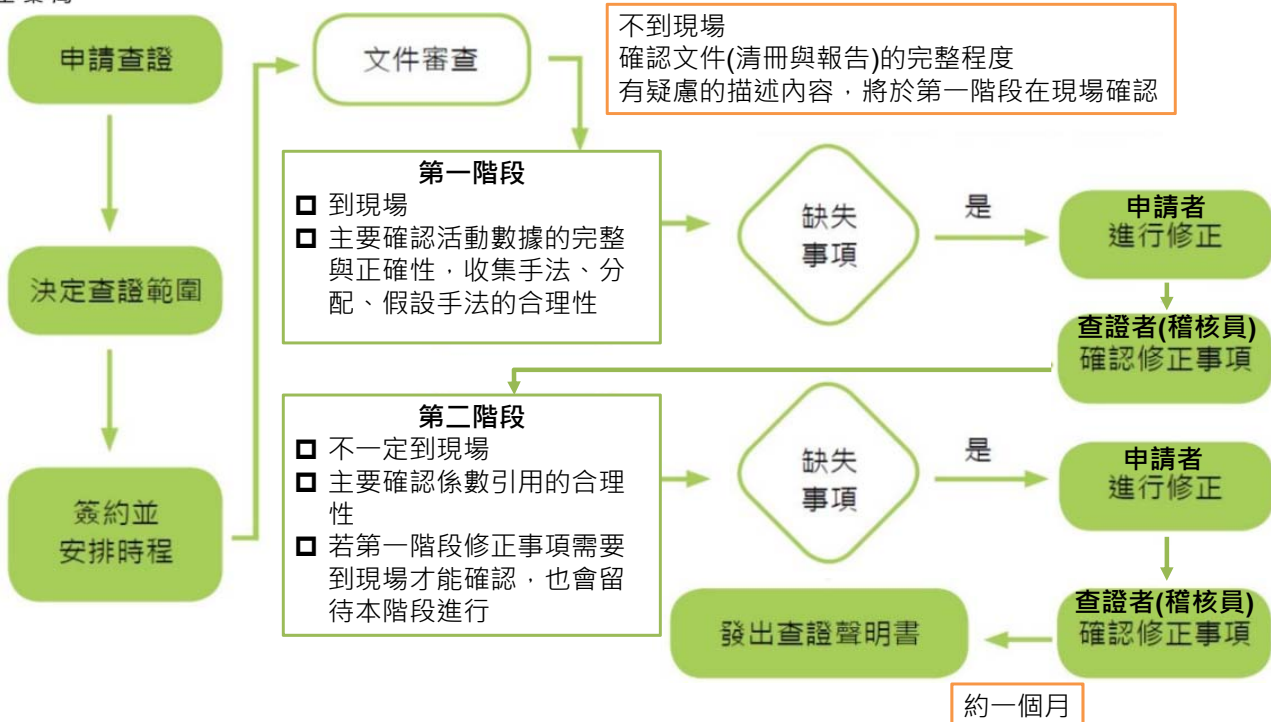 申請查證
決定查證範圍
簽約並
安排時程
文件審查
不到現場
確認文件(清冊與報告)的完整程度
有疑慮的描述內容，將於第一階段在現場確認
第一階段
到現場
主要確認活動數據的完整
與正確性，收集手法、分
配、假設手法的合理性
缺失
事項
是
申請者
進行修正
查證者(稽核員)
確認修正事項
第二階段
不一定到現場
主要確認係數引用的合理
性
若第一階段修正事項需要
到現場才能確認，也會留
待本階段進行
缺失
事項
是
申請者
進行修正
查證者(稽核員)
確認修正事項
發出查證聲明書
約一個月